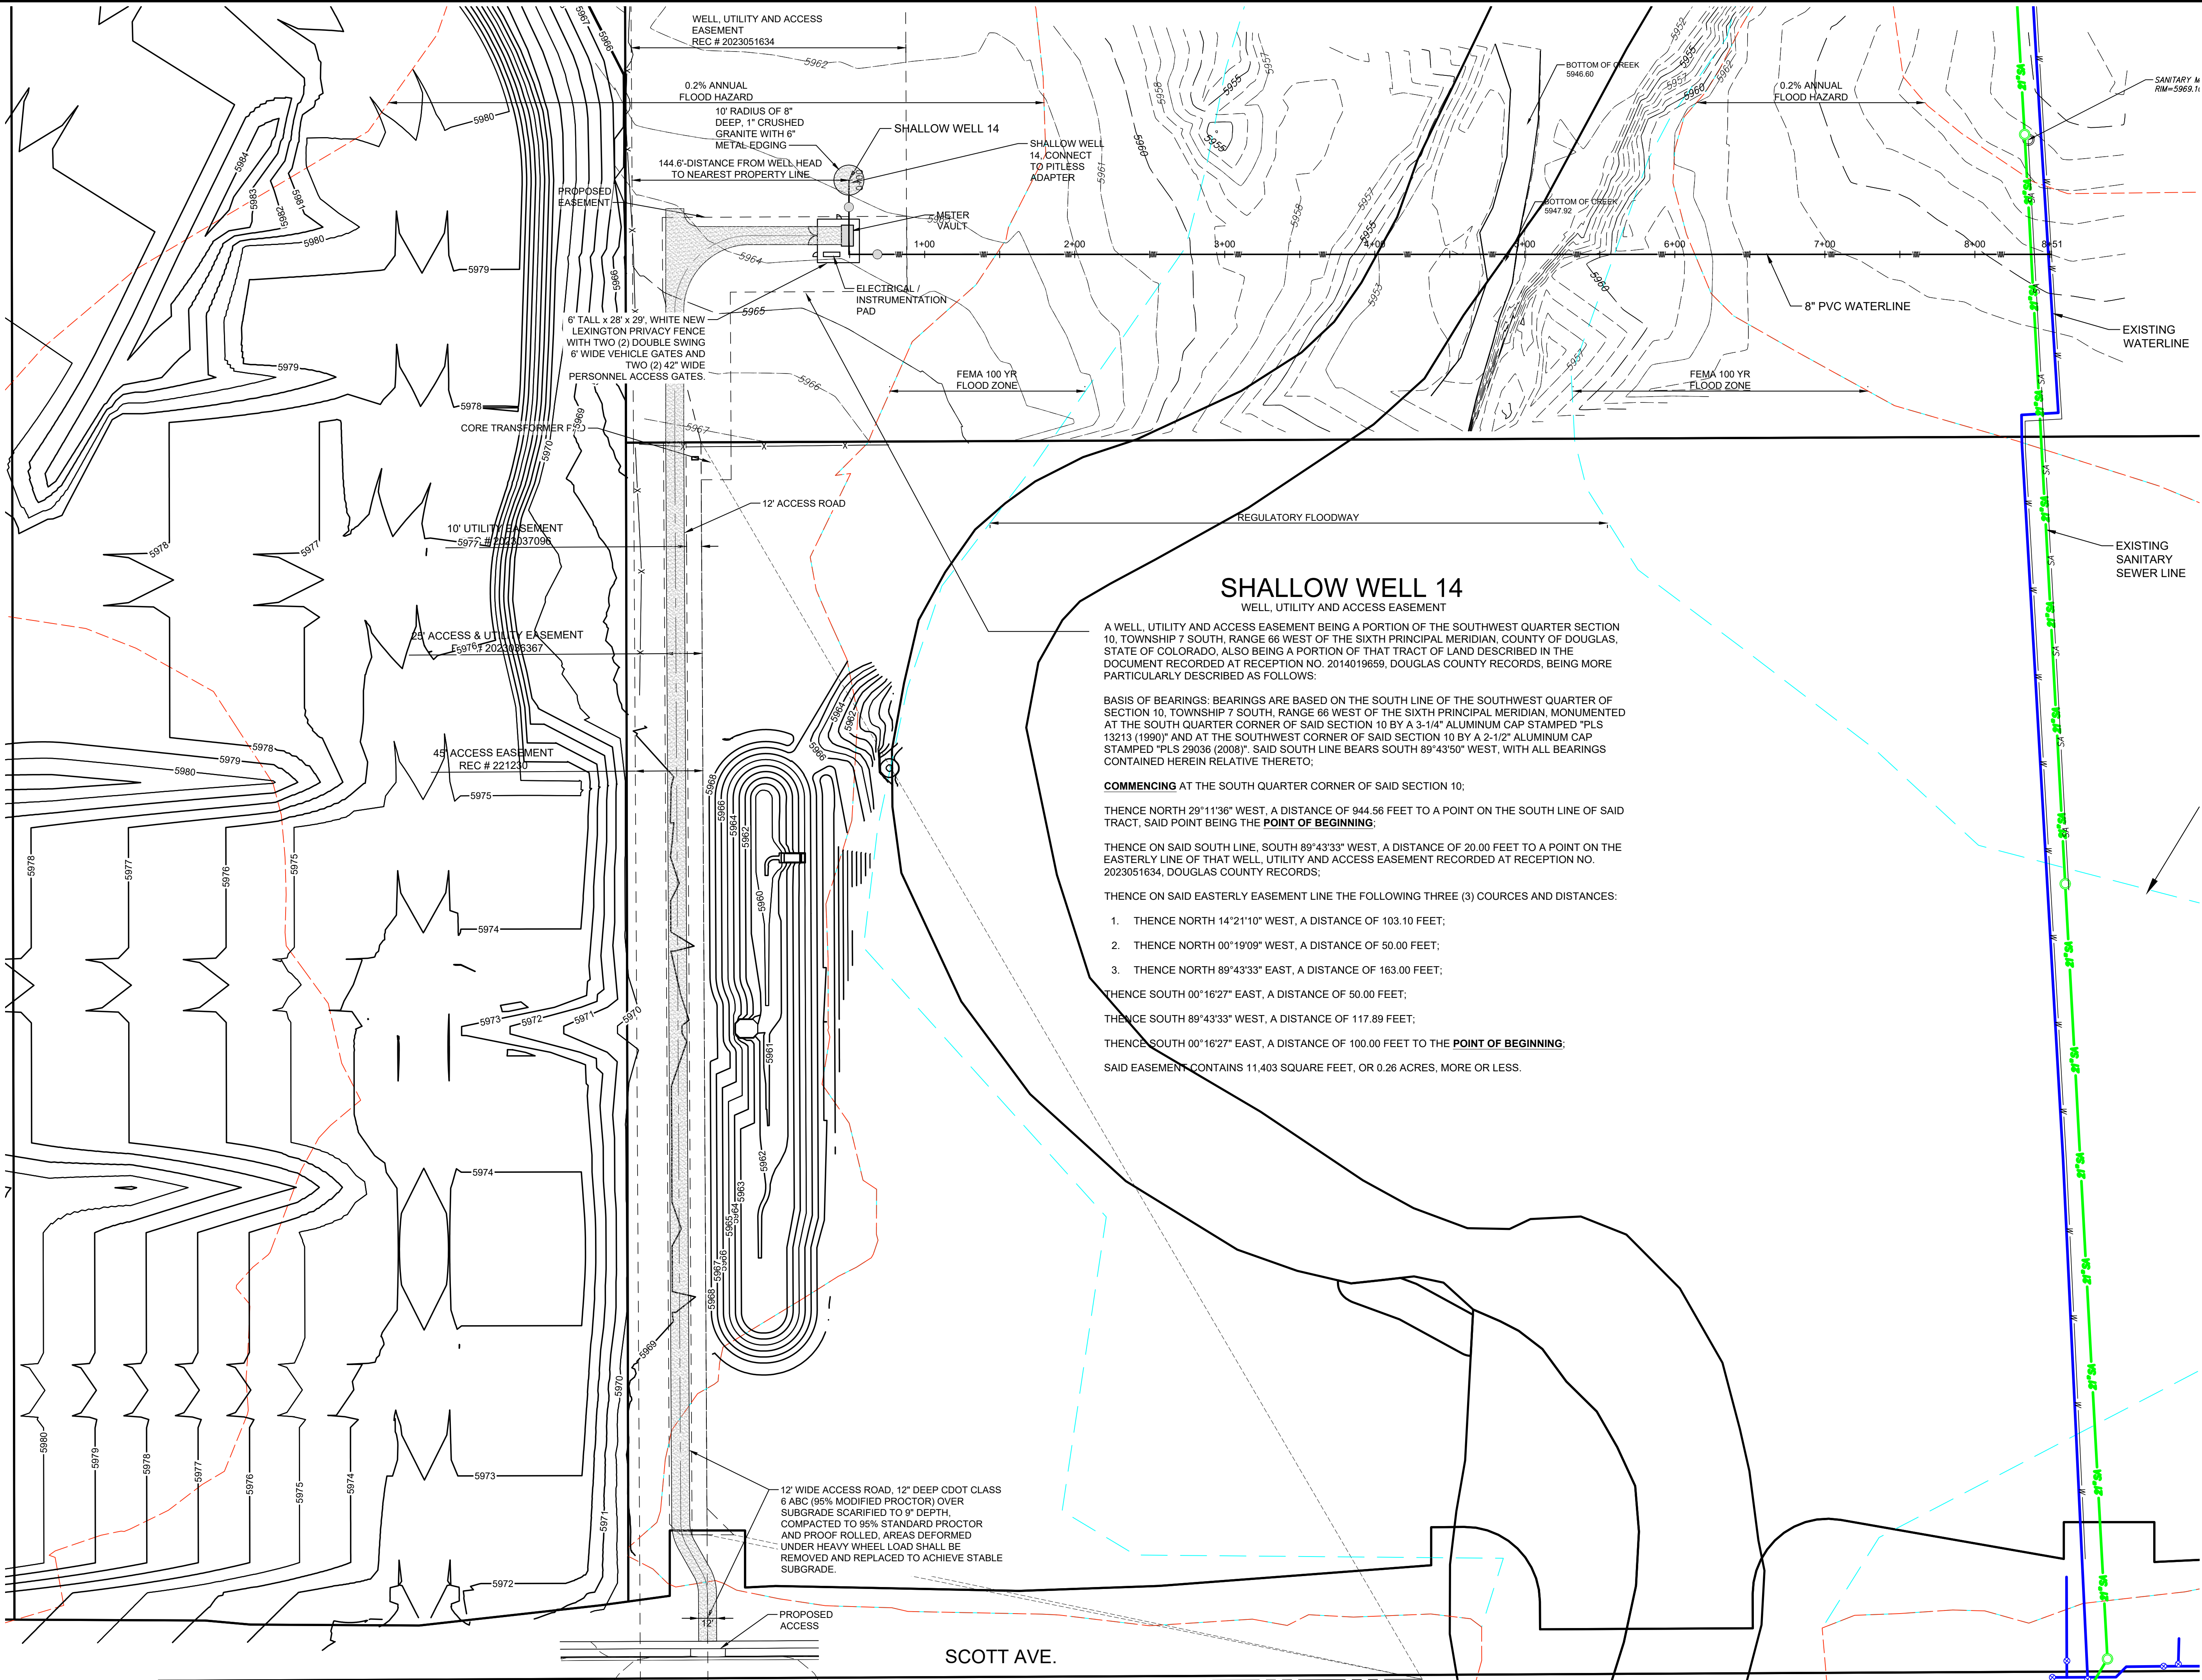 WELL, UTILITY AND ACCESS
EASEMENT
REC # 2023051634
0.2% ANNUAL
FLOOD HAZARD
10' RADIUS OF 8"
DEEP, 1" CRUSHED
GRANITE WITH 6"
METAL EDGING
SHALLOW WELL 14
SHALLOW WELL
14, CONNECT
TO PITLESS
ADAPTER
144.6'-DISTANCE FROM WELL HEAD
TO NEAREST PROPERTY LINE
PROPOSED
EASEMENT
METER
VAULT
ELECTRICAL /
INSTRUMENTATION
PAD
6' TALL x 28' x 29', WHITE NEW
LEXINGTON PRIVACY FENCE
WITH TWO (2) DOUBLE SWING
6' WIDE VEHICLE GATES AND
TWO (2) 42" WIDE
PERSONNEL ACCESS GATES.
BOTTOM OF CREEK
5946.60
BOTTOM OF CREEK
5947.92
0.2% ANNUAL
FLOOD HAZARD
SANITARY
RIM=5969.1
1+00
2+00
3+00
4+00
5+00
6+00
7+00
8+00
8+51
8" PVC WATERLINE
EXISTING
WATERLINE
FEMA 100 YR
FLOOD ZONE
FEMA 100 YR
FLOOD ZONE
CORE TRANSFORMER
12' ACCESS ROAD
REGULATORY FLOODWAY
10' UTILITY EASEMENT
# 2023037096
EXISTING
SANITARY
SEWER LINE
25' ACCESS & UTILITY EASEMENT
45' ACCESS EASEMENT
REC # 221230
SHALLOW WELL 14
WELL, UTILITY AND ACCESS EASEMENT
A WELL, UTILITY AND ACCESS EASEMENT BEING A PORTION OF THE SOUTHWEST QUARTER SECTION
10, TOWNSHIP 7 SOUTH, RANGE 66 WEST OF THE SIXTH PRINCIPAL MERIDIAN, COUNTY OF DOUGLAS,
STATE OF COLORADO, ALSO BEING A PORTION OF THAT TRACT OF LAND DESCRIBED IN THE
DOCUMENT RECORDED AT RECEPTION NO. 2014019659, DOUGLAS COUNTY RECORDS, BEING MORE
PARTICULARLY DESCRIBED AS FOLLOWS:
BASIS OF BEARINGS: BEARINGS ARE BASED ON THE SOUTH LINE OF THE SOUTHWEST QUARTER OF
SECTION 10, TOWNSHIP 7 SOUTH, RANGE 66 WEST OF THE SIXTH PRINCIPAL MERIDIAN, MONUMENTED
AT THE SOUTH QUARTER CORNER OF SAID SECTION 10 BY A 3-1/4" ALUMINUM CAP STAMPED "PLS
13213 (1990)" AND AT THE SOUTHWEST CORNER OF SAID SECTION 10 BY A 2-1/2" ALUMINUM CAP
STAMPED "PLS 29036 (2008)". SAID SOUTH LINE BEARS SOUTH 89°43'50" WEST, WITH ALL BEARINGS
CONTAINED HEREIN RELATIVE THERETO;
COMMENCING AT THE SOUTH QUARTER CORNER OF SAID SECTION 10;
THENCE NORTH 29°11'36" WEST, A DISTANCE OF 944.56 FEET TO A POINT ON THE SOUTH LINE OF SAID
TRACT, SAID POINT BEING THE POINT OF BEGINNING;
THENCE ON SAID SOUTH LINE, SOUTH 89°43'33" WEST, A DISTANCE OF 20.00 FEET TO A POINT ON THE
EASTERLY LINE OF THAT WELL, UTILITY AND ACCESS EASEMENT RECORDED AT RECEPTION NO.
2023051634, DOUGLAS COUNTY RECORDS;
THENCE ON SAID EASTERLY EASEMENT LINE THE FOLLOWING THREE (3) COURCES AND DISTANCES:
1. THENCE NORTH 14°21'10" WEST, A DISTANCE OF 103.10 FEET;
2. THENCE NORTH 00°19'09" WEST, A DISTANCE OF 50.00 FEET;
3. THENCE NORTH 89°43'33" EAST, A DISTANCE OF 163.00 FEET;
THENCE SOUTH 00°16'27" EAST, A DISTANCE OF 50.00 FEET;
THENCE SOUTH 89°43'33" WEST, A DISTANCE OF 117.89 FEET;
THENCE SOUTH 00°16'27" EAST, A DISTANCE OF 100.00 FEET TO THE POINT OF BEGINNING;
SAID EASEMENT CONTAINS 11,403 SQUARE FEET, OR 0.26 ACRES, MORE OR LESS.
12' WIDE ACCESS ROAD, 12" DEEP CDOT CLASS
6 ABC (95% MODIFIED PROCTOR) OVER
SUBGRADE SCARIFIED TO 9" DEPTH,
COMPACTED TO 95% STANDARD PROCTOR
AND PROOF ROLLED, AREAS DEFORMED
UNDER HEAVY WHEEL LOAD SHALL BE
REMOVED AND REPLACED TO ACHIEVE STABLE
SUBGRADE.
12'
PROPOSED
ACCESS
SCOTT AVE.